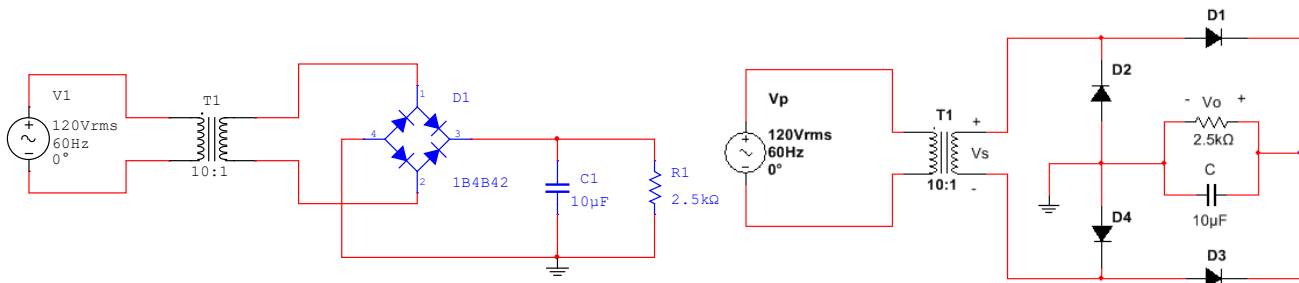 V1
120Vrms
60Hz
0°
T1
10:1
1
D1
4
3
2
1B4B42
C1
10µF
R1
2.5kΩ
Vp
120Vrms
60Hz
0°
T1
+
Vs
-
10:1
D1
D2
- Vo +
2.5kΩ
C
10µF
D4
D3